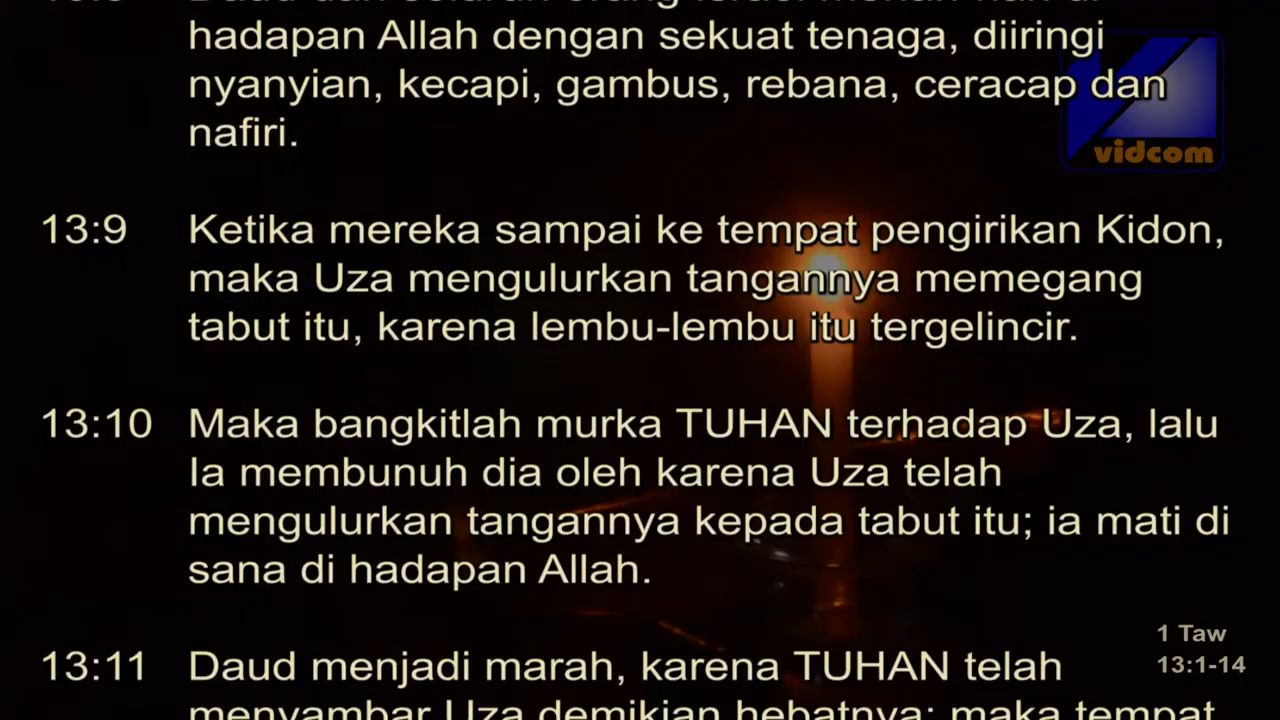 hadapan Allah dengan sekuat tenaga, diiringi
nyanyian, kecapi, gambus, rebana, ceracap dan
nafiri.
vidcom
13:9 Ketika mereka sampai ke tempat pengirikan Kidon,
maka Uza mengulurkan tangannya memegang
tabut itu, karena lembu-lembu itu tergelincir.
13:10 Maka bangkitlah murka TUHAN terhadap Uza, lalu
Ia membunuh dia oleh karena Uza telah
mengulurkan tangannya kepada tabut itu; ia mati di
sana di hadapan Allah.
1 Taw
13:1-14
13:11 Daud menjadi marah, karena TUHAN telah
menyambar Uza demikian hebatnya; maka tempat